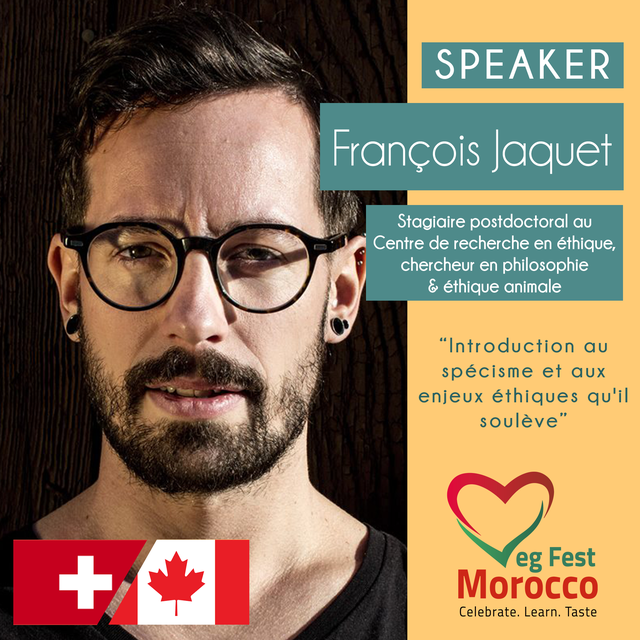 SPEAKER
François Jaquet
Stagiaire postdoctoral au
Centre de recherche en éthique,
chercheur en philosophie
& éthique animale
“Introduction au
spécisme et aux
enjeux éthiques qu'il
soulève”
eg Fest
Morocco
Celebrate. Learn. Taste